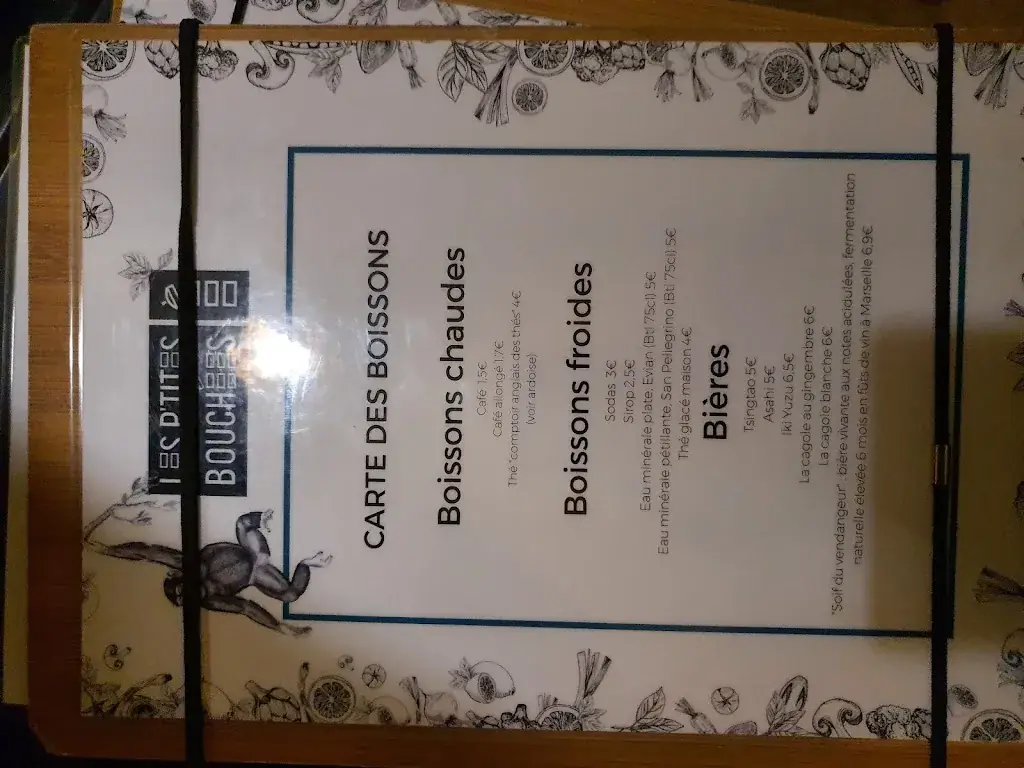 LES P'TITES
BOUCHÉES
CARTE DES BOISSONS
Boissons chaudes
Café 1,5€
Café allongé 1,7€
Thé "comptoir anglais des thés" 4€
(voir ardoise)
Boissons froides
Sodas 3€
Sirop 2,5€
Eau minérale plate, Evian (Btl 75cl) 5€
Eau minérale pétillante, San Pellegrino (Btl 75cl) 5€
Thé glacé maison 4€
Bières
Tsingtao 5€
Asahi 5€
Iki Yuzu 6,5€
La cagole au gingembre 6€
La cagole blanche 6€
"Soif du vendangeur", bière vivante aux notes acidulées, fermentation
naturelle élevée 6 mois en fûts de vin à Marseille 6,9€